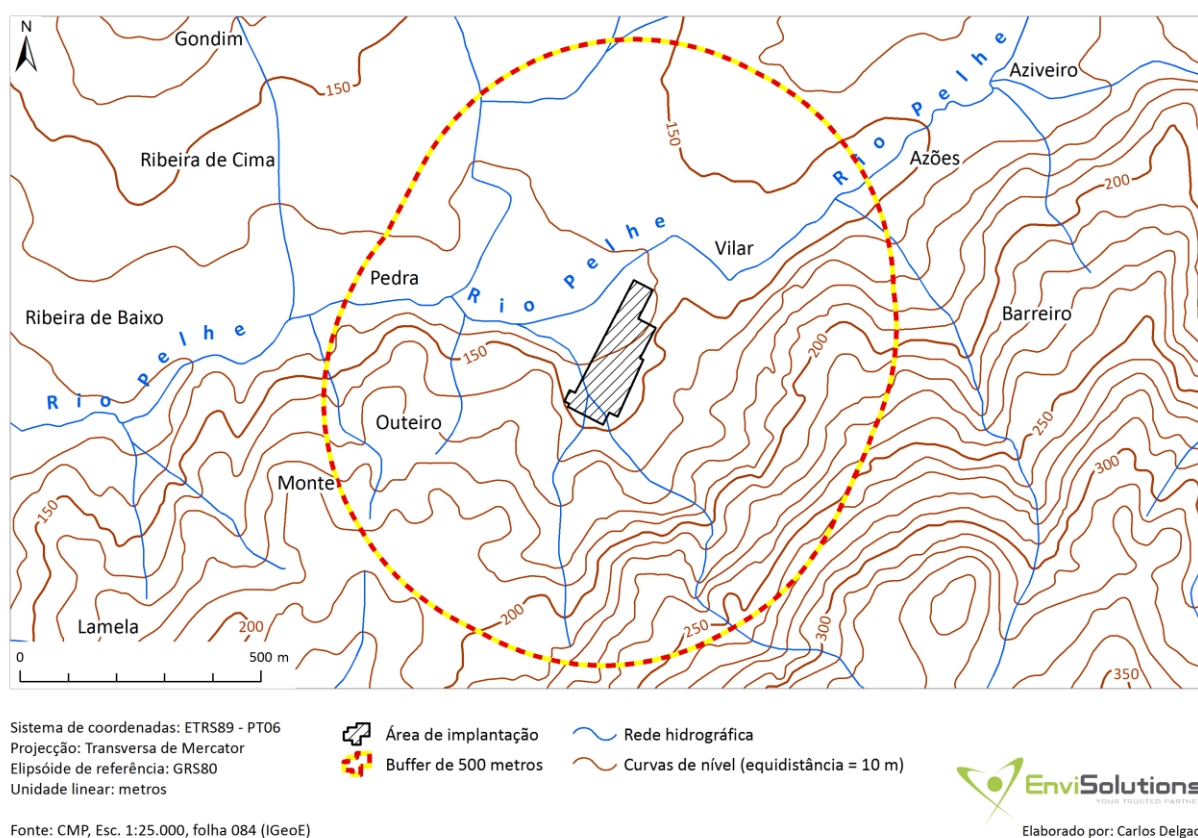 N
Gondim
150
Ribeira de Cima
150
Rio Pelhe
Aziveiro
Azões
200
Rio Pelhe
Vilar
Pedra
Ribeira de Baixo
Rio Pelhe
Barreiro
150
200
Outeiro
250
Monte
300
150
200
Lamela
200
250
300
350
0 500 m
Sistema de coordenadas: ETRS89 - PT06
Projecção: Transversa de Mercator
Elipsóide de referência: GRS80
Unidade linear: metros
Fonte: CMP, Esc. 1:25.000, folha 084 (IGeoE)
Área de implantação
Buffer de 500 metros
Rede hidrográfica
Curvas de nível (equidistância = 10 m)
EnviSolutions
YOUR TRUSTED PARTNE
Elaborado por: Carlos Delgad